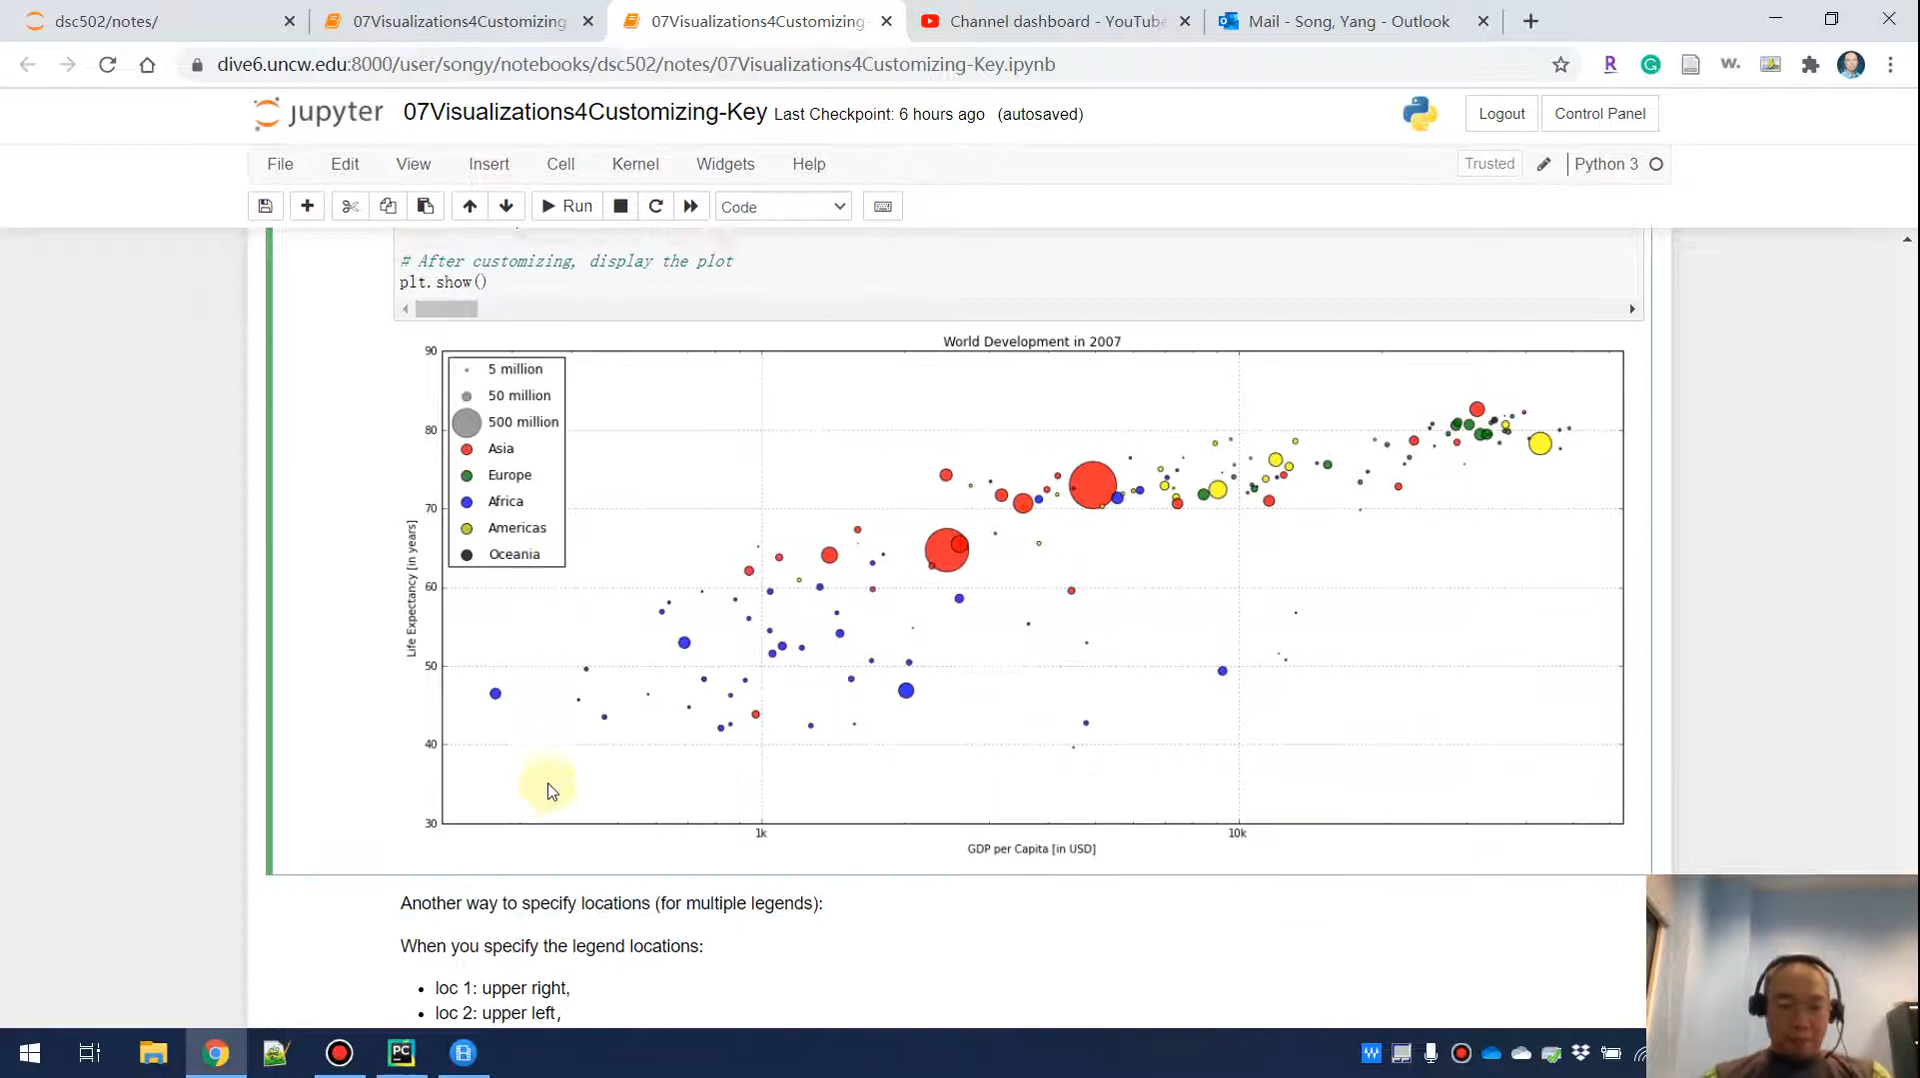 dsc502/notes/
07Visualizations4Customizing
07Visualizations4Customizing-
Channel dashboard - YouTube
Mail - Song, Yang - Outlook
dive6.uncw.edu:8000/user/songy/notebooks/dsc502/notes/07Visualizations4Customizing-Key.ipynb
jupyter 07Visualizations4Customizing-Key Last Checkpoint: 6 hours ago (autosaved)
Logout
Control Panel
File Edit View Insert Cell Kernel Widgets Help
Trusted
Python 3
Run
Code
# After customizing, display the plot
plt.show()
World Development in 2007
90
80
70
60
50
40
30
5 million
50 million
500 million
Asia
Europe
Africa
Americas
Oceania
Life Expectancy [in years]
1k
10k
GDP per Capita [in USD]
Another way to specify locations (for multiple legends):
When you specify the legend locations:
• loc 1: upper right,
• loc 2: upper left,